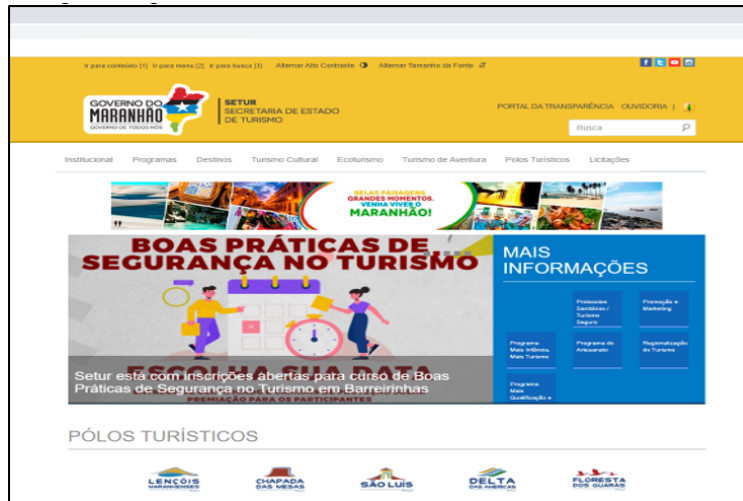 Ir para conteúdo [1] Ir para menu [2] Ir para busca [3] Alternar Alto Contraste Alternar Tamanho da Fonte
GOVERNO DO
MARANHÃO
GOVERNO DE TODOS NÓS
SETUR
SECRETARIA DE ESTADO
DE TURISMO
PORTAL DA TRANSPARÊNCIA OUVIDORIA |
Busca
Institucional Programas Destinos Turismo Cultural Ecoturismo Turismo de Aventura Polos Turísticos Licitações
BELAS PAISAGENS.
GRANDES MOMENTOS.
VENHA VIVER O
MARANHÃO!
BOAS PRÁTICAS DE
SEGURANÇA NO TURISMO
ESCOLHA SUA DATA
Setur está com inscrições abertas para curso de Boas
Práticas de Segurança no Turismo em Barreirinhas
PREMIAÇÃO PARA OS PARTICIPANTES
MAIS
INFORMAÇÕES
Protocolos
Sanitários /
Turismo
Seguro
Promoção e
Marketing
Programa
Mais Infância,
Mais Turismo
Programa do
Artesanato
Regionalização
do Turismo
Programa
Mais
Qualificação e
PÓLOS TURÍSTICOS
LENÇÓIS
MARANHENSES
CHAPADA
DAS MESAS
SÃO LUÍS
DELTA
DAS AMÉRICAS
FLORESTA
DOS GUARÁS